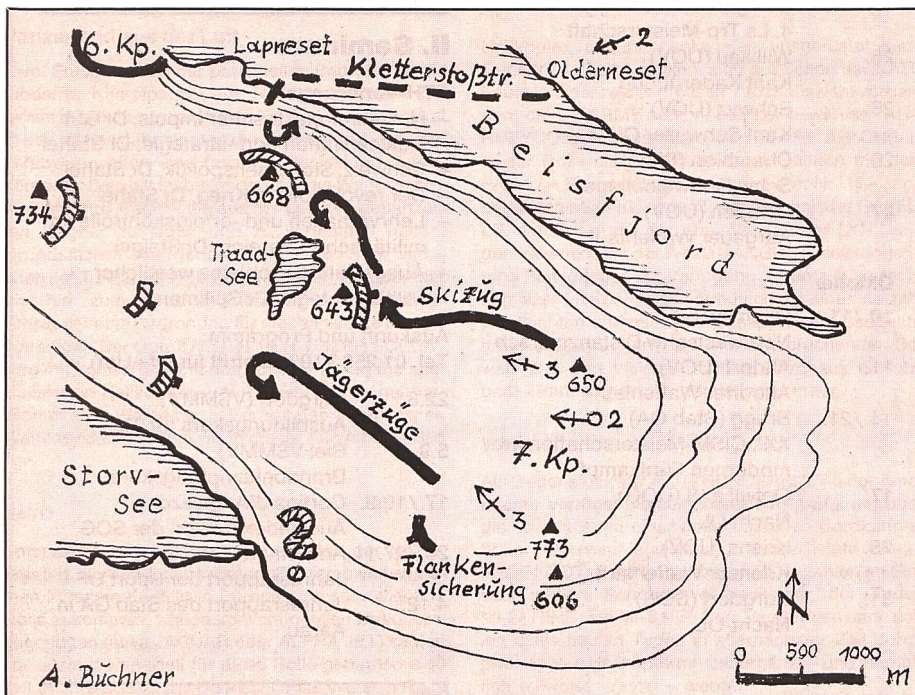 6. Kp.
Lapneset
Kletterstoßtr.
2
Olderneset
Beisfjord
668
734
Traad-
See
643
Skizug
3
650
2
Jägerzüge
7. Kp.
Storv-
See
3
773
Flanken-
sicherung
606
N
0 500 1000
m
A. Büchner